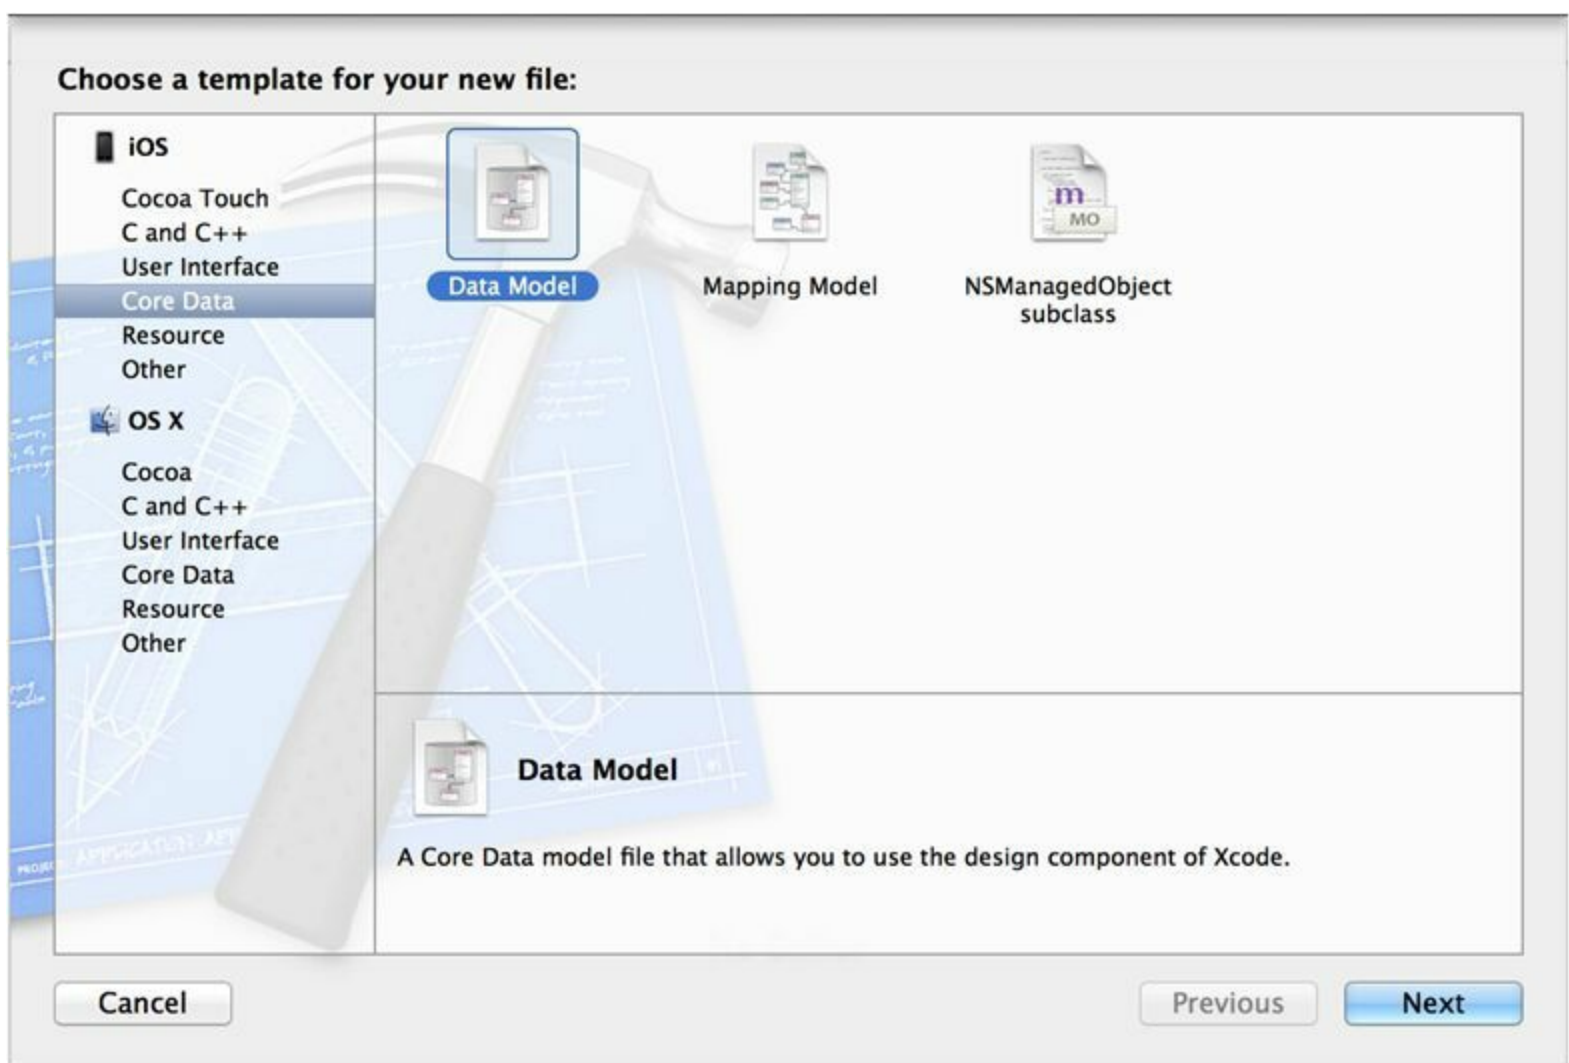 Choose a template for your new file:
iOS
Cocoa Touch
C and C++
User Interface
Core Data
Resource
Other
OS X
Cocoa
C and C++
User Interface
Core Data
Resource
Other
Data Model
Mapping Model
NSManagedObject
subclass
m
MO
Data Model
A Core Data model file that allows you to use the design component of Xcode.
Cancel
Previous
Next